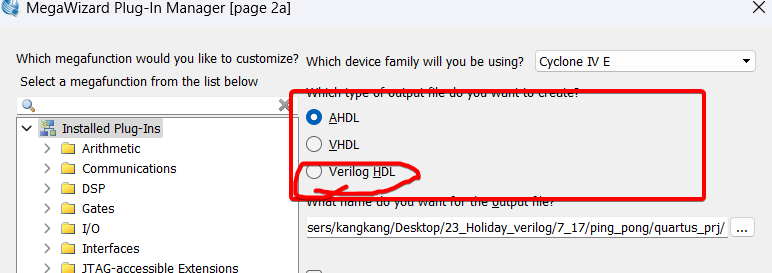 MegaWizard Plug-In Manager [page 2a]
Which megafunction would you like to customize?
Select a megafunction from the list below
Installed Plug-Ins
Arithmetic
Communications
DSP
Gates
I/O
Interfaces
JTAG-accessible Extensions
Which device family will you be using?
Cyclone IV E
Which type of output file do you want to create?
AHDL
VHDL
Verilog HDL
What name do you want for the output file?
sers/kangkang/Desktop/23_Holiday_verilog/7_17/ping_pong/quartus_prj/
...